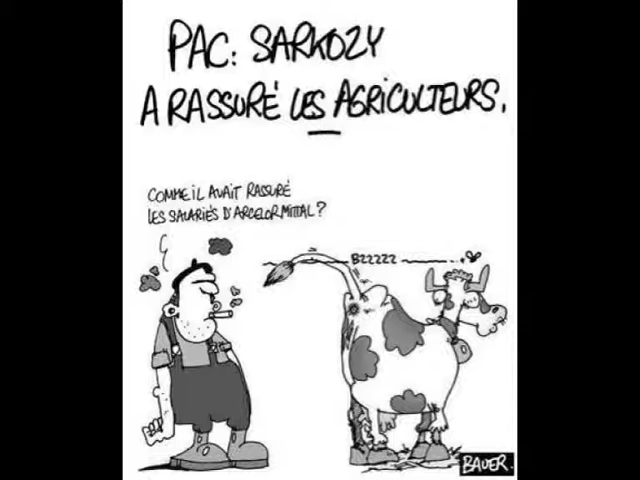 PAC: SARKOZY
A RASSURÉ LES AGRICULTEURS.
COMME IL AVAIT RASSURÉ
LES SALARIÉS D'ARCELOR MITTAL ?
BZZZZZ
BAUER.